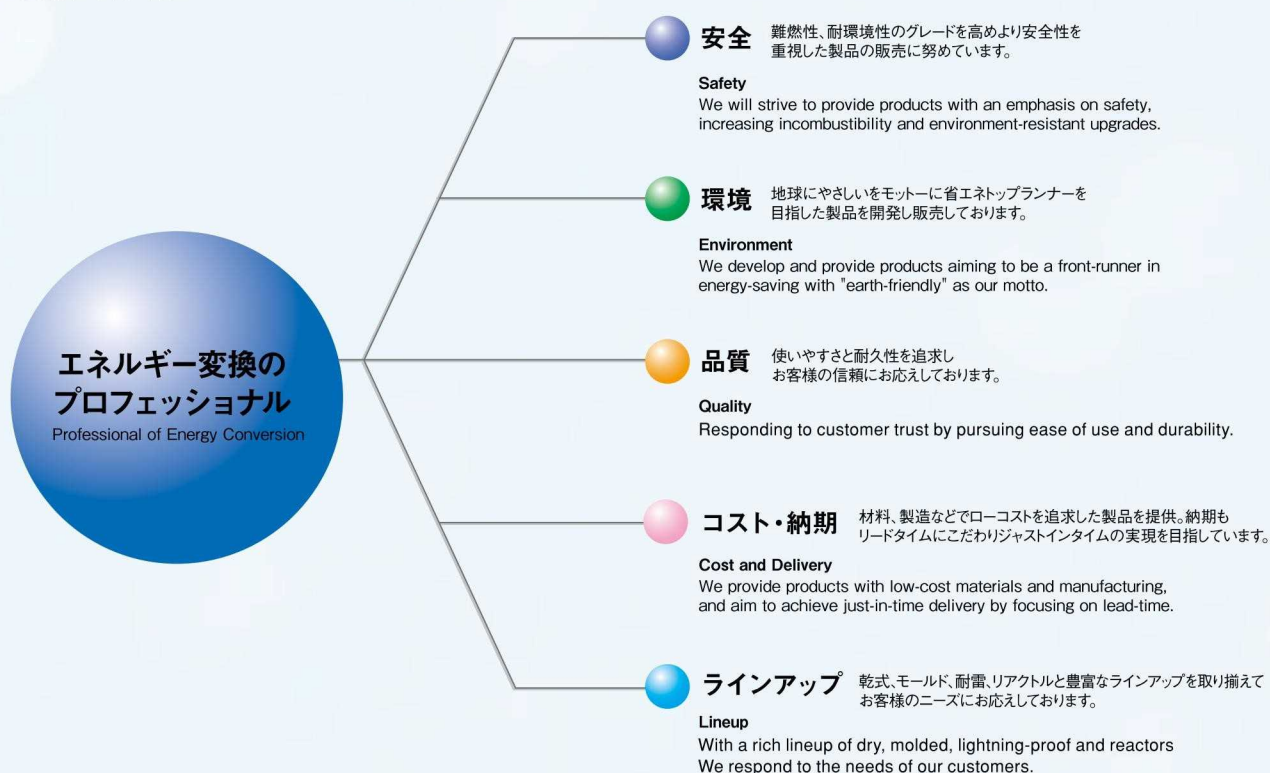 エネルギー変換の
プロフェッショナル
Professional of Energy Conversion
安全
難燃性、耐環境性のグレードを高めより安全性を
重視した製品の販売に努めています。
Safety
We will strive to provide products with an emphasis on safety,
increasing incombustibility and environment-resistant upgrades.
環境
地球にやさしいをモットーに省エネトップランナーを
目指した製品を開発し販売しております。
Environment
We develop and provide products aiming to be a front-runner in
energy-saving with "earth-friendly" as our motto.
品質
使いやすさと耐久性を追求し
お客様の信頼にお応えしております。
Quality
Responding to customer trust by pursuing ease of use and durability.
コスト・納期
材料、製造などでローコストを追求した製品を提供。納期も
リードタイムにこだわりジャストインタイムの実現を目指しています。
Cost and Delivery
We provide products with low-cost materials and manufacturing,
and aim to achieve just-in-time delivery by focusing on lead-time.
ラインアップ
乾式、モールド、耐雷、リアクトルと豊富なラインアップを取り揃えて
お客様のニーズにお応えしております。
Lineup
With a rich lineup of dry, molded, lightning-proof and reactors
We respond to the needs of our customers.